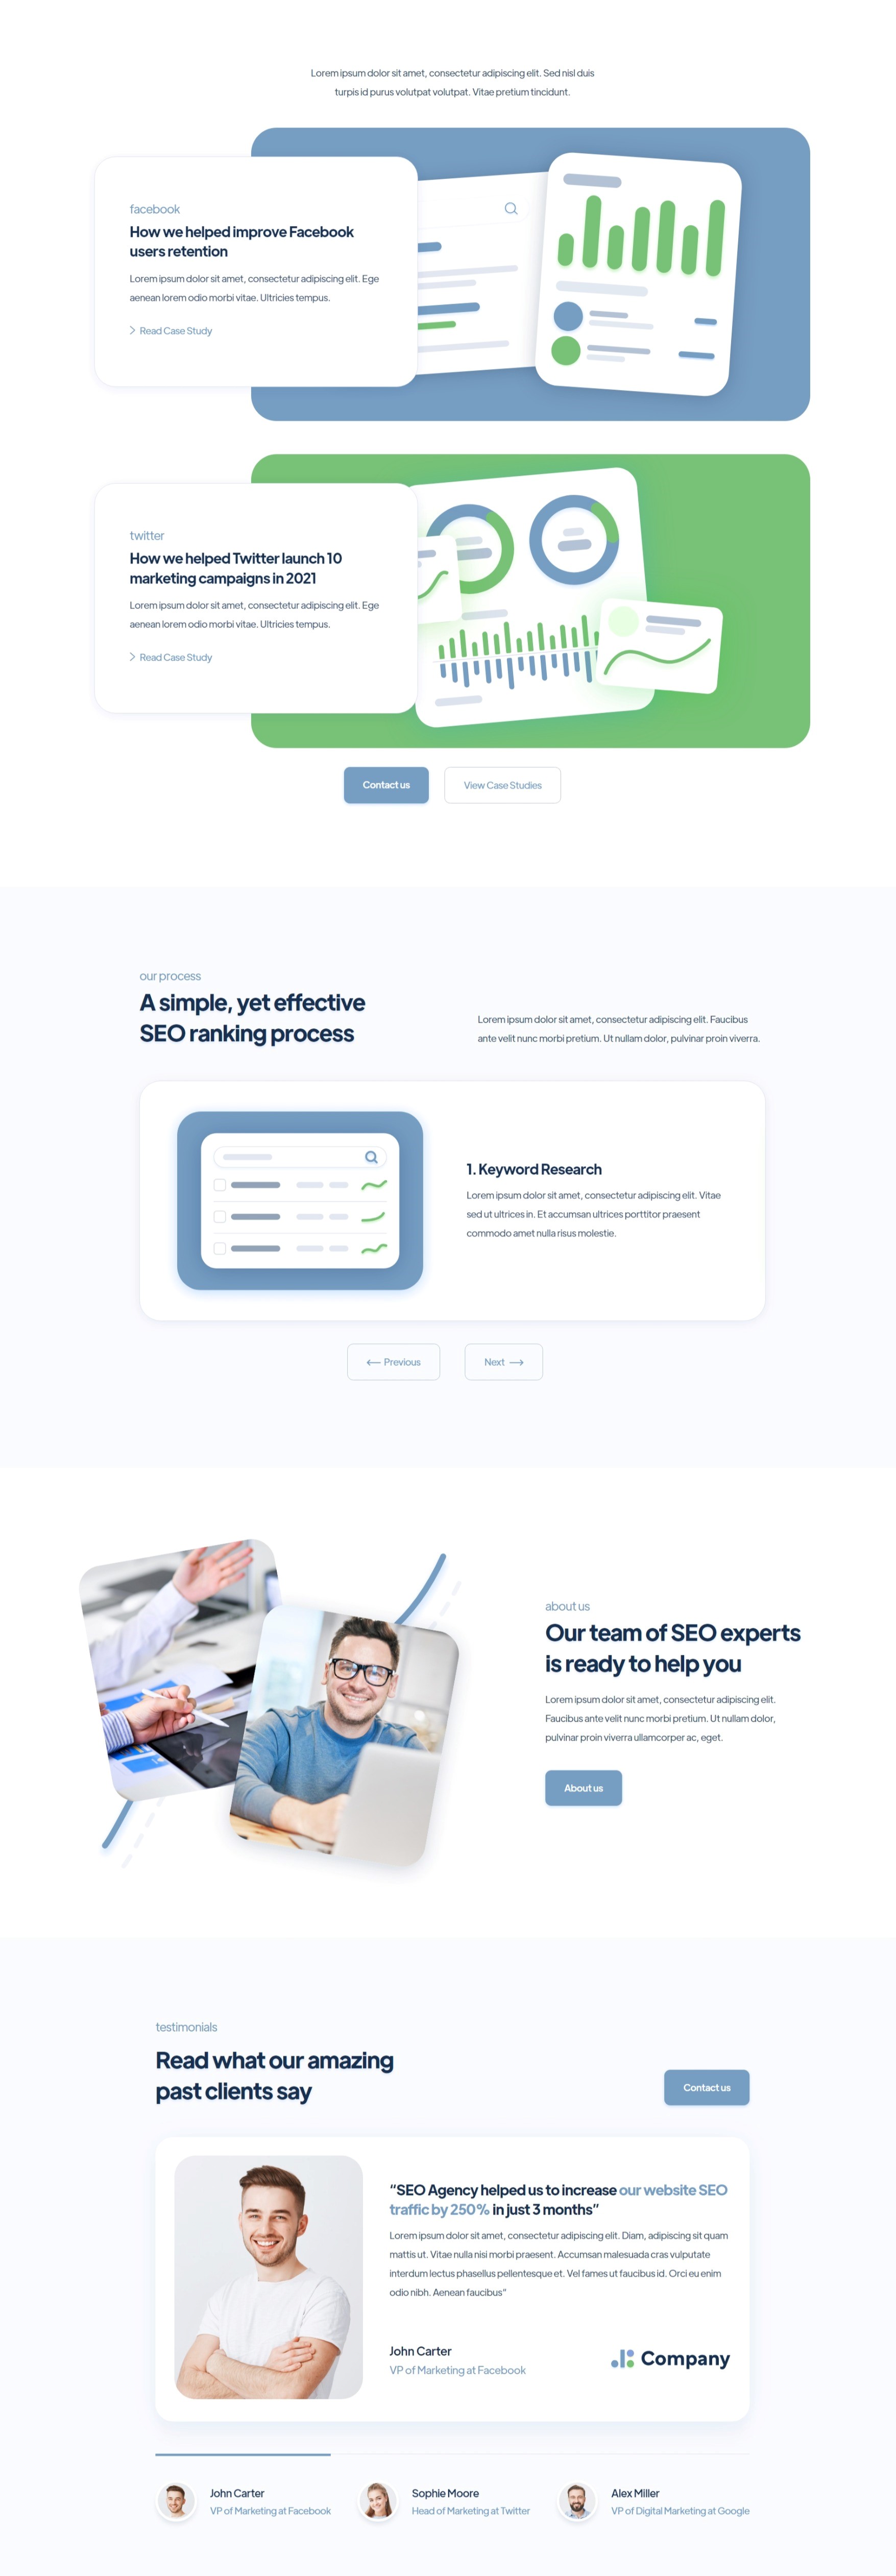 Lorem ipsum dolor sit amet, consectetur adipiscing elit. Sed nisl duis
turpis id purus volutpat volutpat. Vitae pretium tincidunt.
facebook
How we helped improve Facebook
users retention
Lorem ipsum dolor sit amet, consectetur adipiscing elit. Ege
aenean lorem odio morbi vitae. Ultricies tempus.
Read Case Study
twitter
How we helped Twitter launch 10
marketing campaigns in 2021
Lorem ipsum dolor sit amet, consectetur adipiscing elit. Ege
aenean lorem odio morbi vitae. Ultricies tempus.
Read Case Study
Contact us
View Case Studies
our process
A simple, yet effective
SEO ranking process
Lorem ipsum dolor sit amet, consectetur adipiscing elit. Faucibus
ante velit nunc morbi pretium. Ut nullam dolor, pulvinar proin viverra.
1. Keyword Research
Lorem ipsum dolor sit amet, consectetur adipiscing elit. Vitae
sed ut ultrices in. Et accumsan ultrices porttitor praesent
commodo amet nulla risus molestie.
Previous
Next
about us
Our team of SEO experts
is ready to help you
Lorem ipsum dolor sit amet, consectetur adipiscing elit.
Faucibus ante velit nunc morbi pretium. Ut nullam dolor,
pulvinar proin viverra ullamcorper ac, eget.
About us
testimonials
Read what our amazing
past clients say
Contact us
“SEO Agency helped us to increase our website SEO
traffic by 250% in just 3 months”
Lorem ipsum dolor sit amet, consectetur adipiscing elit. Diam, adipiscing sit quam
mattis ut. Vitae nulla nisi morbi praesent. Accumsan malesuada cras vulputate
interdum lectus phasellus pellentesque et. Vel fames ut faucibus id. Orci eu enim
odio nibh. Aenean faucibus“
John Carter
VP of Marketing at Facebook
Company
John Carter
VP of Marketing at Facebook
Sophie Moore
Head of Marketing at Twitter
Alex Miller
VP of Digital Marketing at Google